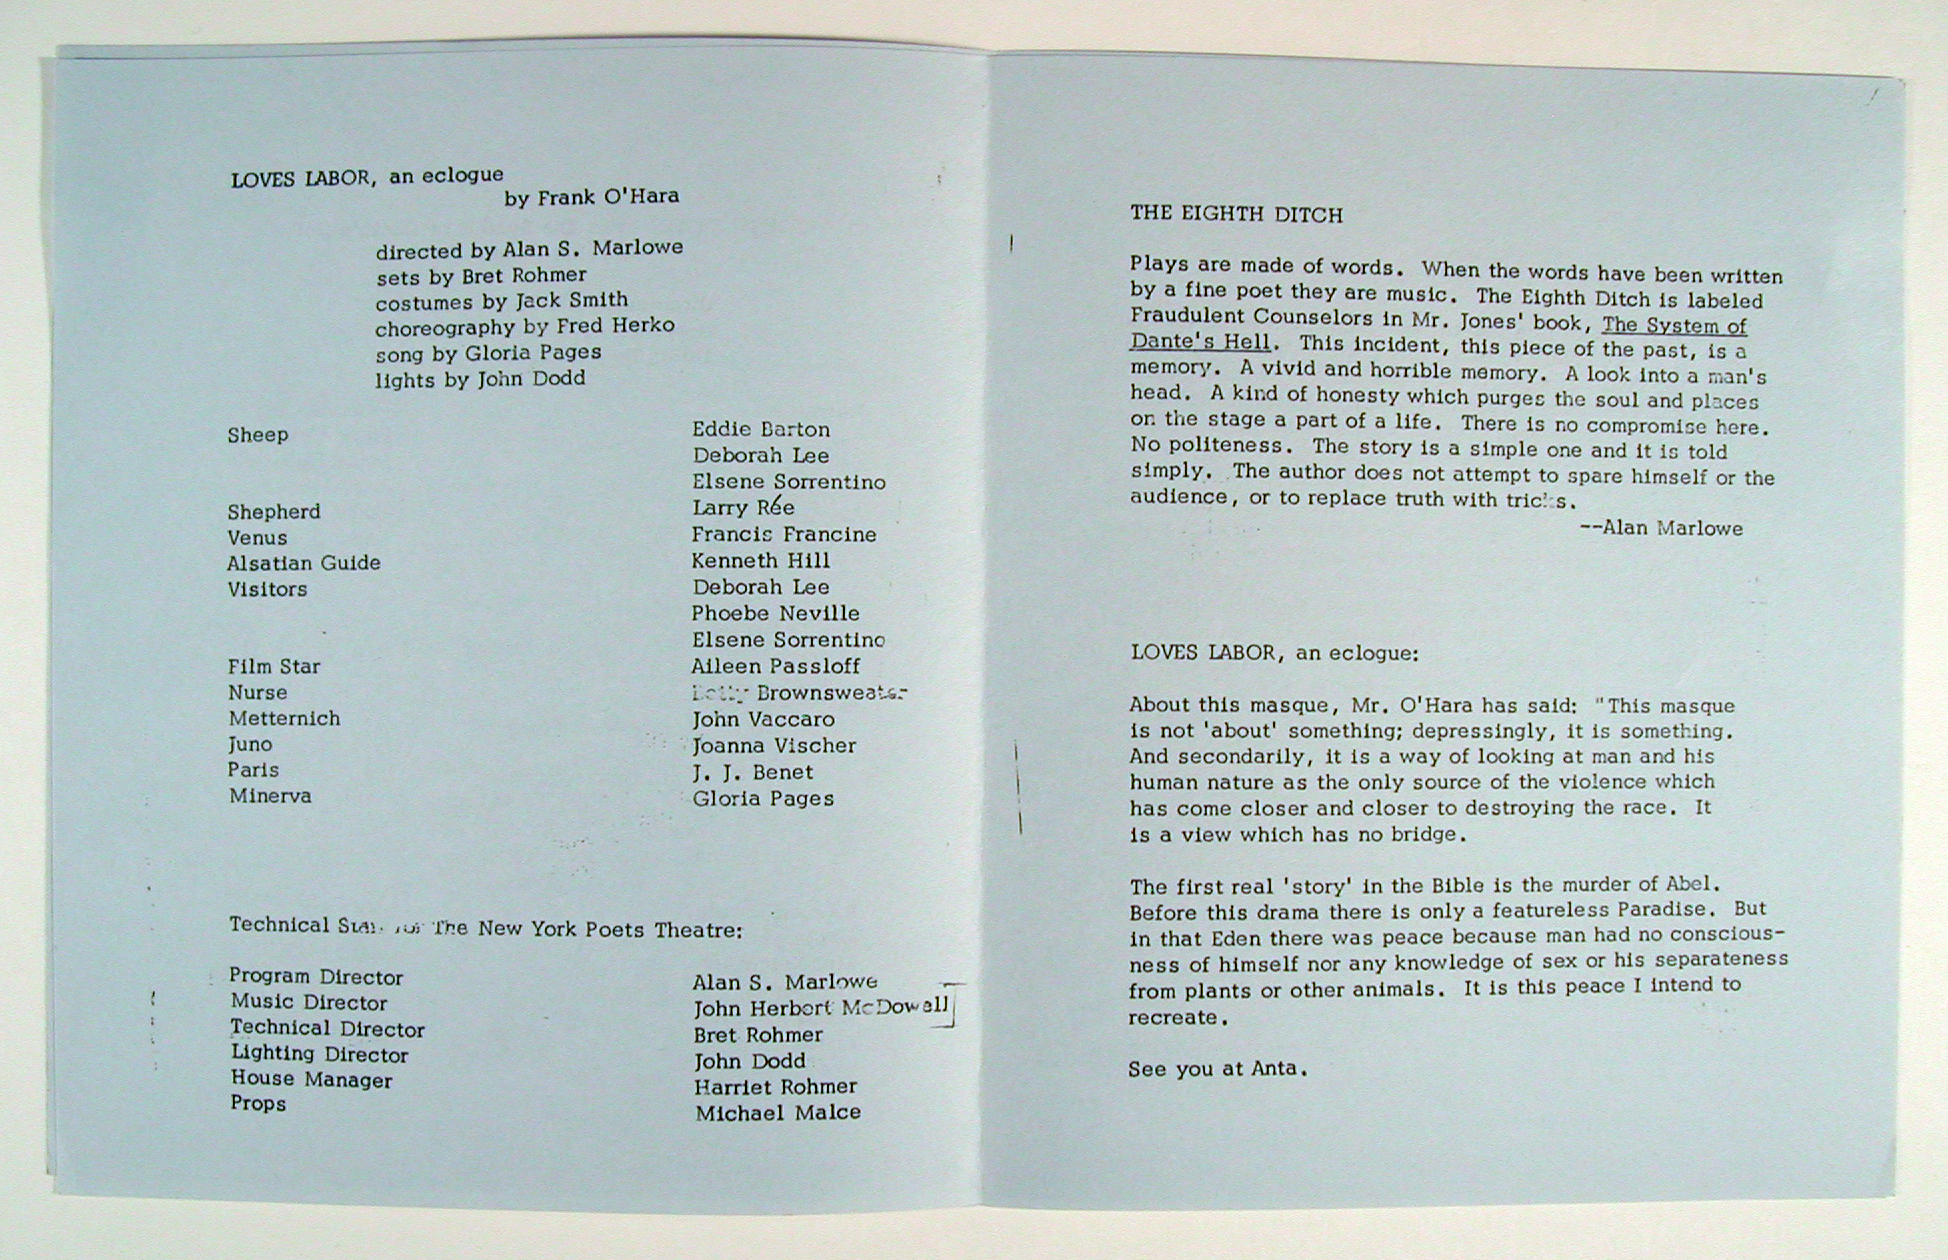 LOVES LABOR, an eclogue
by Frank O'Hara
directed by Alan S. Marlowe
sets by Bret Rohmer
costumes by Jack Smith
choreography by Fred Herko
song by Gloria Pages
lights by John Dodd
Sheep Eddie Barton
Deborah Lee
Elsene Sorrentino
Shepherd Larry Rée
Venus Francis Francine
Alsatian Guide Kenneth Hill
Visitors Deborah Lee
Phoebe Neville
Elsene Sorrentino
Film Star Aileen Passloff
Nurse Brownsweater
Metternich John Vaccaro
Juno Joanna Vischer
Paris J. J. Benet
Minerva Gloria Pages
Technical The New York Poets Theatre:
Program Director Alan S. Marlowe
Music Director John Herbert McDowell
Technical Director Bret Rohmer
Lighting Director John Dodd
House Manager Harriet Rohmer
Props Michael Malce
THE EIGHTH DITCH
Plays are made of words. When the words have been written
by a fine poet they are music. The Eighth Ditch is labeled
Fraudulent Counselors in Mr. Jones' book, The System of
Dante's Hell. This incident, this piece of the past, is a
memory. A vivid and horrible memory. A look into a man's
head. A kind of honesty which purges the soul and places
on the stage a part of a life. There is no compromise here.
No politeness. The story is a simple one and it is told
simply. The author does not attempt to spare himself or the
audience, or to replace truth with tricks.
--Alan Marlowe
LOVES LABOR, an eclogue:
About this masque, Mr. O'Hara has said: "This masque
is not 'about' something; depressingly, it is something.
And secondarily, it is a way of looking at man and his
human nature as the only source of the violence which
has come closer and closer to destroying the race. It
is a view which has no bridge.
The first real 'story' in the Bible is the murder of Abel.
Before this drama there is only a featureless Paradise. But
in that Eden there was peace because man had no conscious-
ness of himself nor any knowledge of sex or his separateness
from plants or other animals. It is this peace I intend to
recreate.
See you at Anta.